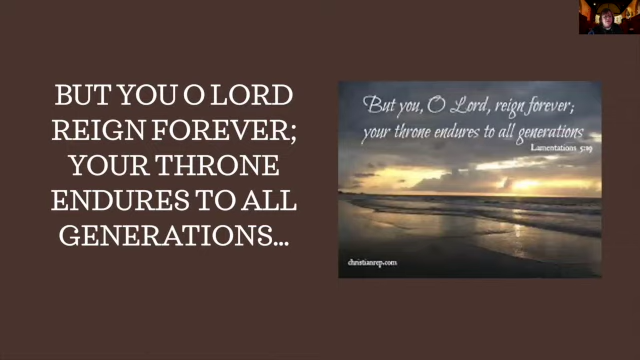 BUT YOU O LORD
REIGN FOREVER;
YOUR THRONE
ENDURES TO ALL
GENERATIONS...
But you, O Lord, reign forever;
your throne endures to all generations
Lamentations 5:19
christianrep.com